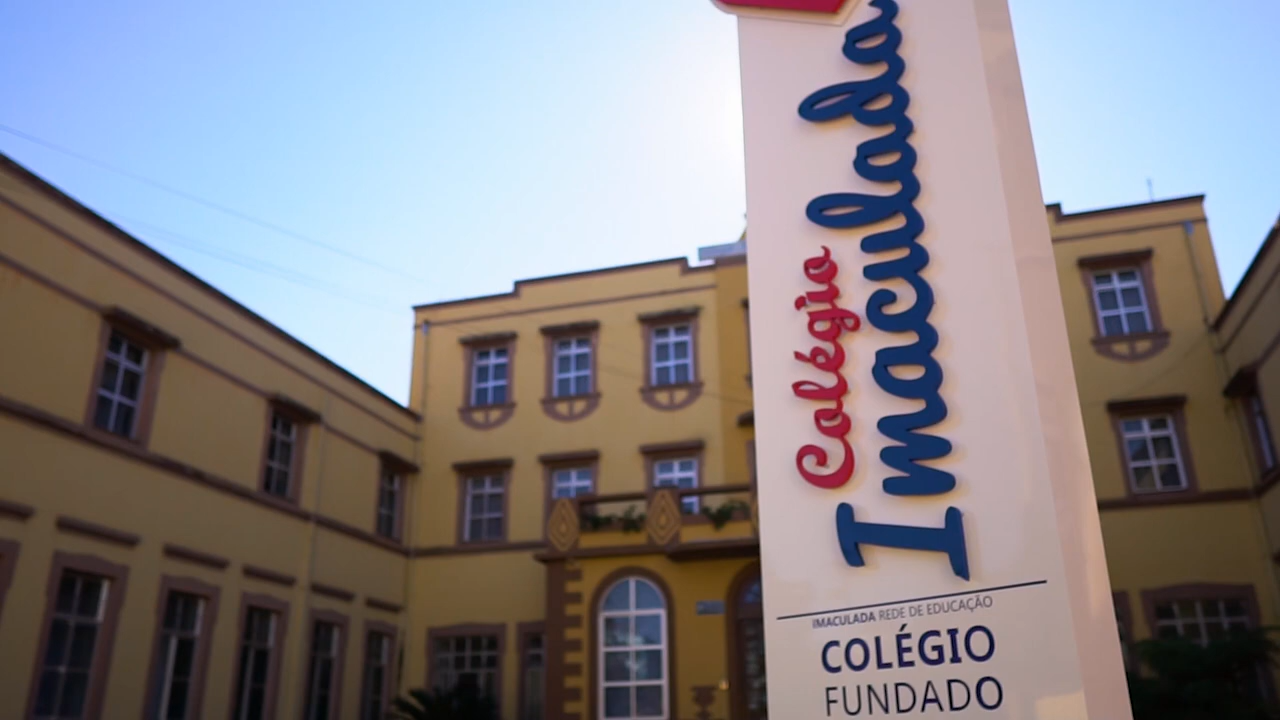 Colégio
Imaculada
IMACULADA REDE DE EDUCAÇÃO
COLÉGIO
FUNDADO